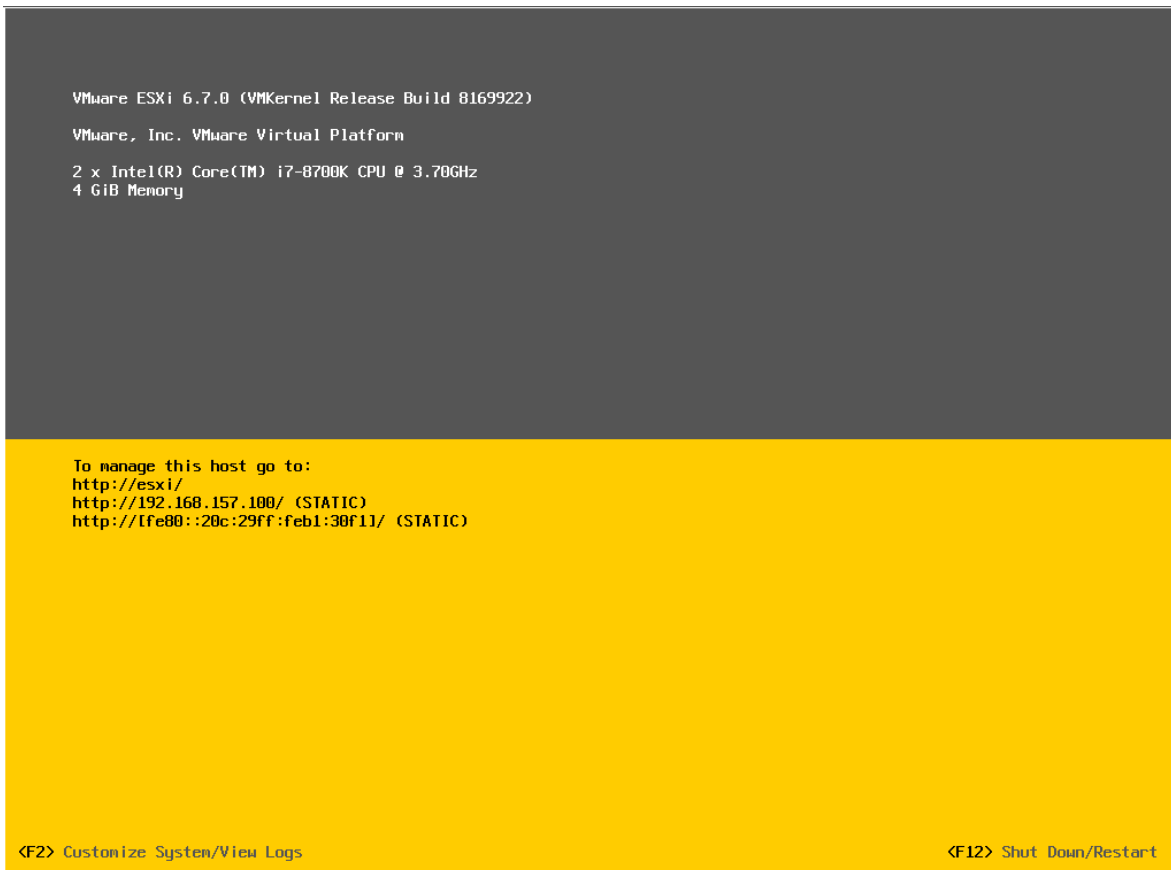 VMware ESXi 6.7.0 (VMKernel Release Build 8169922)
VMware, Inc. VMware Virtual Platform
2 x Intel(R) Core(TM) i7-8700K CPU @ 3.70GHz
4 GiB Memory
To manage this host go to:
http://esxi/
http://192.168.157.100/ (STATIC)
http://[fe80::20c:29ff:feb1:30f1]/ (STATIC)
<F2> Customize System/View Logs
<F12> Shut Down/Restart